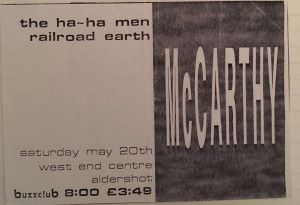 the ha-ha men
railroad earth
McCARTHY
saturday may 20th
west end centre
aldershot
buzzclub 8:00 £3:49